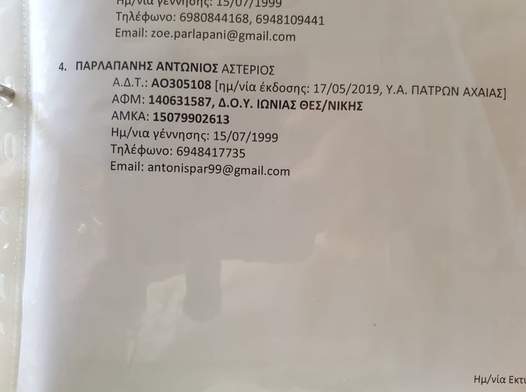 Ημ/νία γέννησης: 15/07/1999
Τηλέφωνο: 6980844168, 6948109441
Email: zoe.parlapani@gmail.com
4. ΠΑΡΛΑΠΑΝΗΣ ΑΝΤΩΝΙΟΣ ΑΣΤΕΡΙΟΣ
Α.Δ.Τ.: ΑΟ305108 [ημ/νία έκδοσης: 17/05/2019, Υ.Α. ΠΑΤΡΩΝ ΑΧΑΙΑΣ]
ΑΦΜ: 140631587, Δ.Ο.Υ. ΙΩΝΙΑΣ ΘΕΣ/ΝΙΚΗΣ
ΑΜΚΑ: 15079902613
Ημ/νια γέννησης: 15/07/1999
Τηλέφωνο: 6948417735
Email: antonispar99@gmail.com
Ημ/νία Εκτ